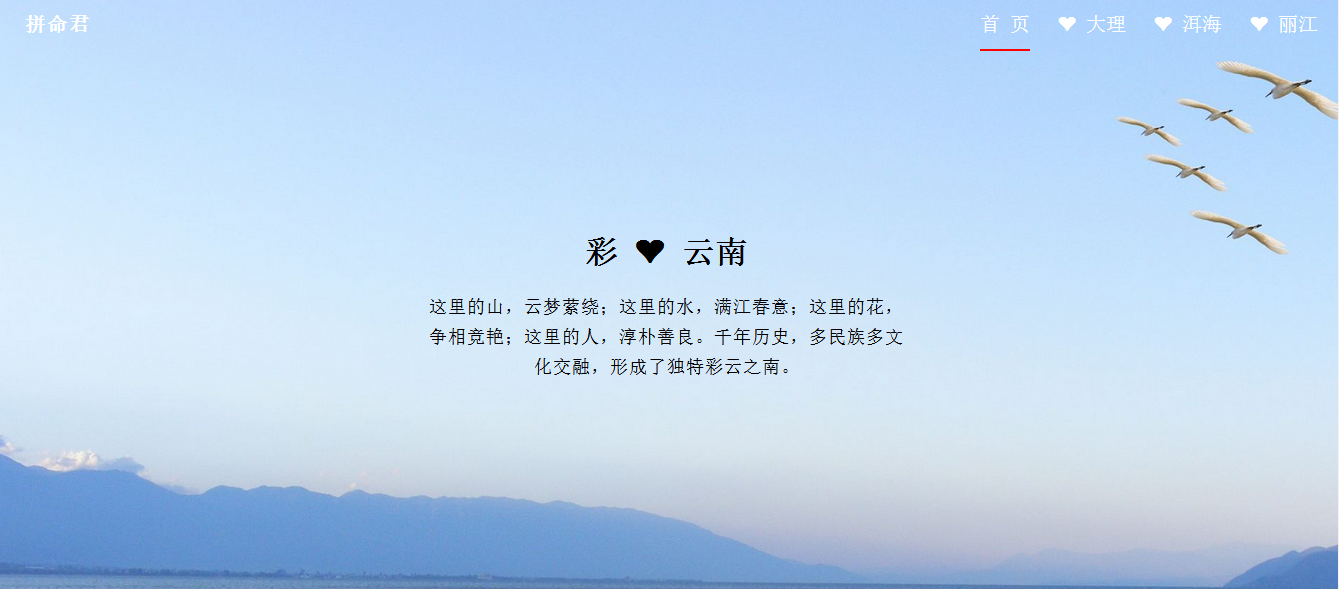 拼命君
首 页 ❤ 大理 ❤ 洱海 ❤ 丽江
彩 ❤ 云南
这里的山，云梦萦绕；这里的水，满江春意；这里的花，
争相竞艳；这里的人，淳朴善良。千年历史，多民族多文
化交融，形成了独特彩云之南。